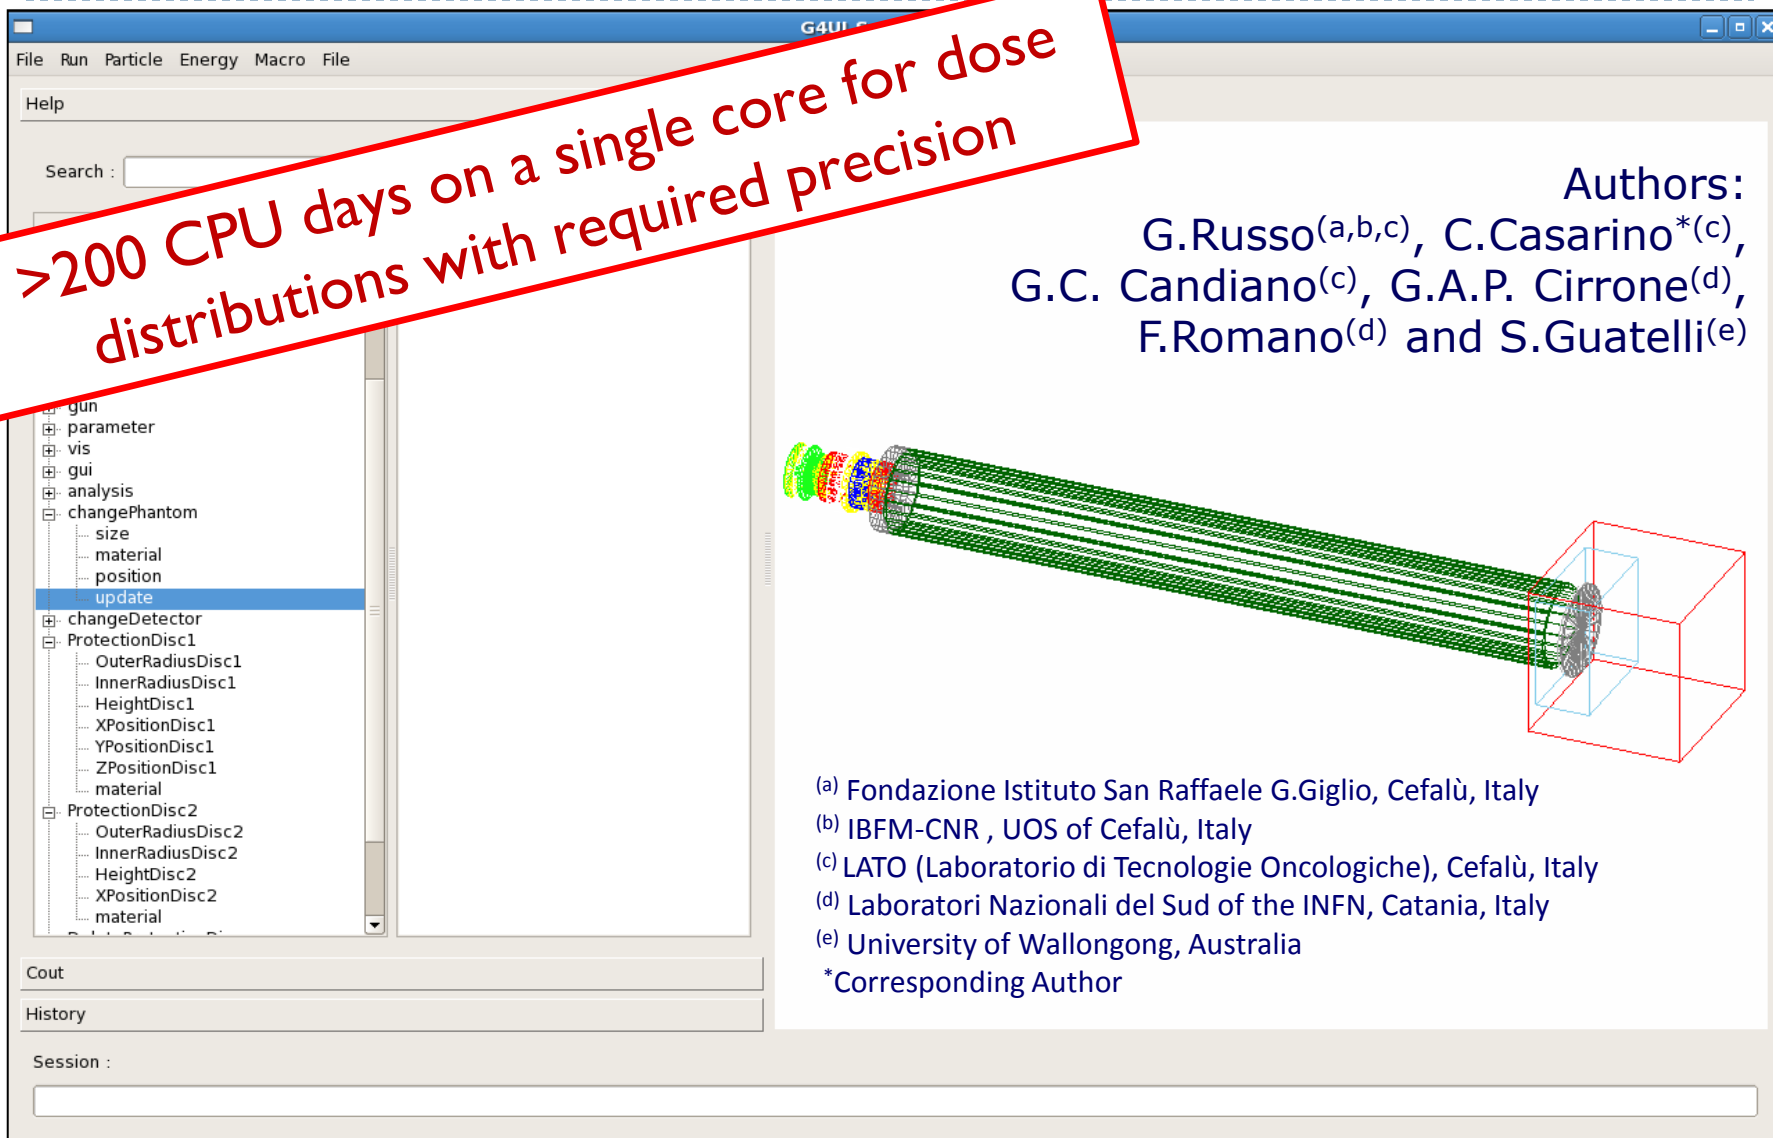 G4UI S
File Run Particle Energy Macro File
Help
Search :
>200 CPU days on a single core for dose
distributions with required precision
gun
parameter
vis
gui
analysis
changePhantom
size
material
position
update
changeDetector
ProtectionDisc1
OuterRadiusDisc1
InnerRadiusDisc1
HeightDisc1
XPositionDisc1
YPositionDisc1
ZPositionDisc1
material
ProtectionDisc2
OuterRadiusDisc2
InnerRadiusDisc2
HeightDisc2
XPositionDisc2
material
Cout
History
Session :
Authors:
G.Russo(a,b,c), C.Casarino*(c),
G.C. Candiano(c), G.A.P. Cirrone(d),
F.Romano(d) and S.Guatelli(e)
(a) Fondazione Istituto San Raffaele G.Giglio, Cefalù, Italy
(b) IBFM-CNR , UOS of Cefalù, Italy
(c) LATO (Laboratorio di Tecnologie Oncologiche), Cefalù, Italy
(d) Laboratori Nazionali del Sud of the INFN, Catania, Italy
(e) University of Wallongong, Australia
*Corresponding Author